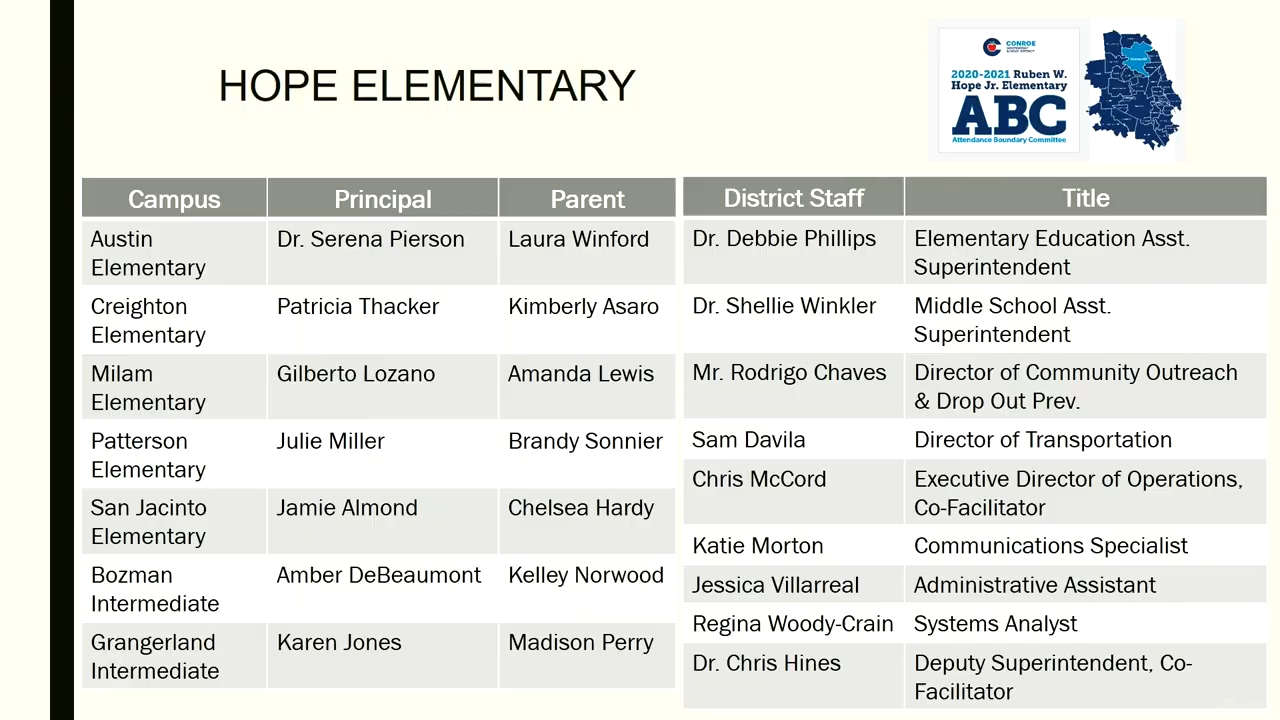 HOPE ELEMENTARY
CONROE
INDEPENDENT
SCHOOL DISTRICT
2020-2021 Ruben W.
Hope Jr. Elementary
ABC
Attendance Boundary Committee
Campus Principal Parent
Austin Elementary Dr. Serena Pierson Laura Winford
Creighton Elementary Patricia Thacker Kimberly Asaro
Milam Elementary Gilberto Lozano Amanda Lewis
Patterson Elementary Julie Miller Brandy Sonnier
San Jacinto Elementary Jamie Almond Chelsea Hardy
Bozman Intermediate Amber DeBeaumont Kelley Norwood
Grangerland Intermediate Karen Jones Madison Perry
District Staff Title
Dr. Debbie Phillips Elementary Education Asst. Superintendent
Dr. Shellie Winkler Middle School Asst. Superintendent
Mr. Rodrigo Chaves Director of Community Outreach & Drop Out Prev.
Sam Davila Director of Transportation
Chris McCord Executive Director of Operations, Co-Facilitator
Katie Morton Communications Specialist
Jessica Villarreal Administrative Assistant
Regina Woody-Crain Systems Analyst
Dr. Chris Hines Deputy Superintendent, Co-Facilitator